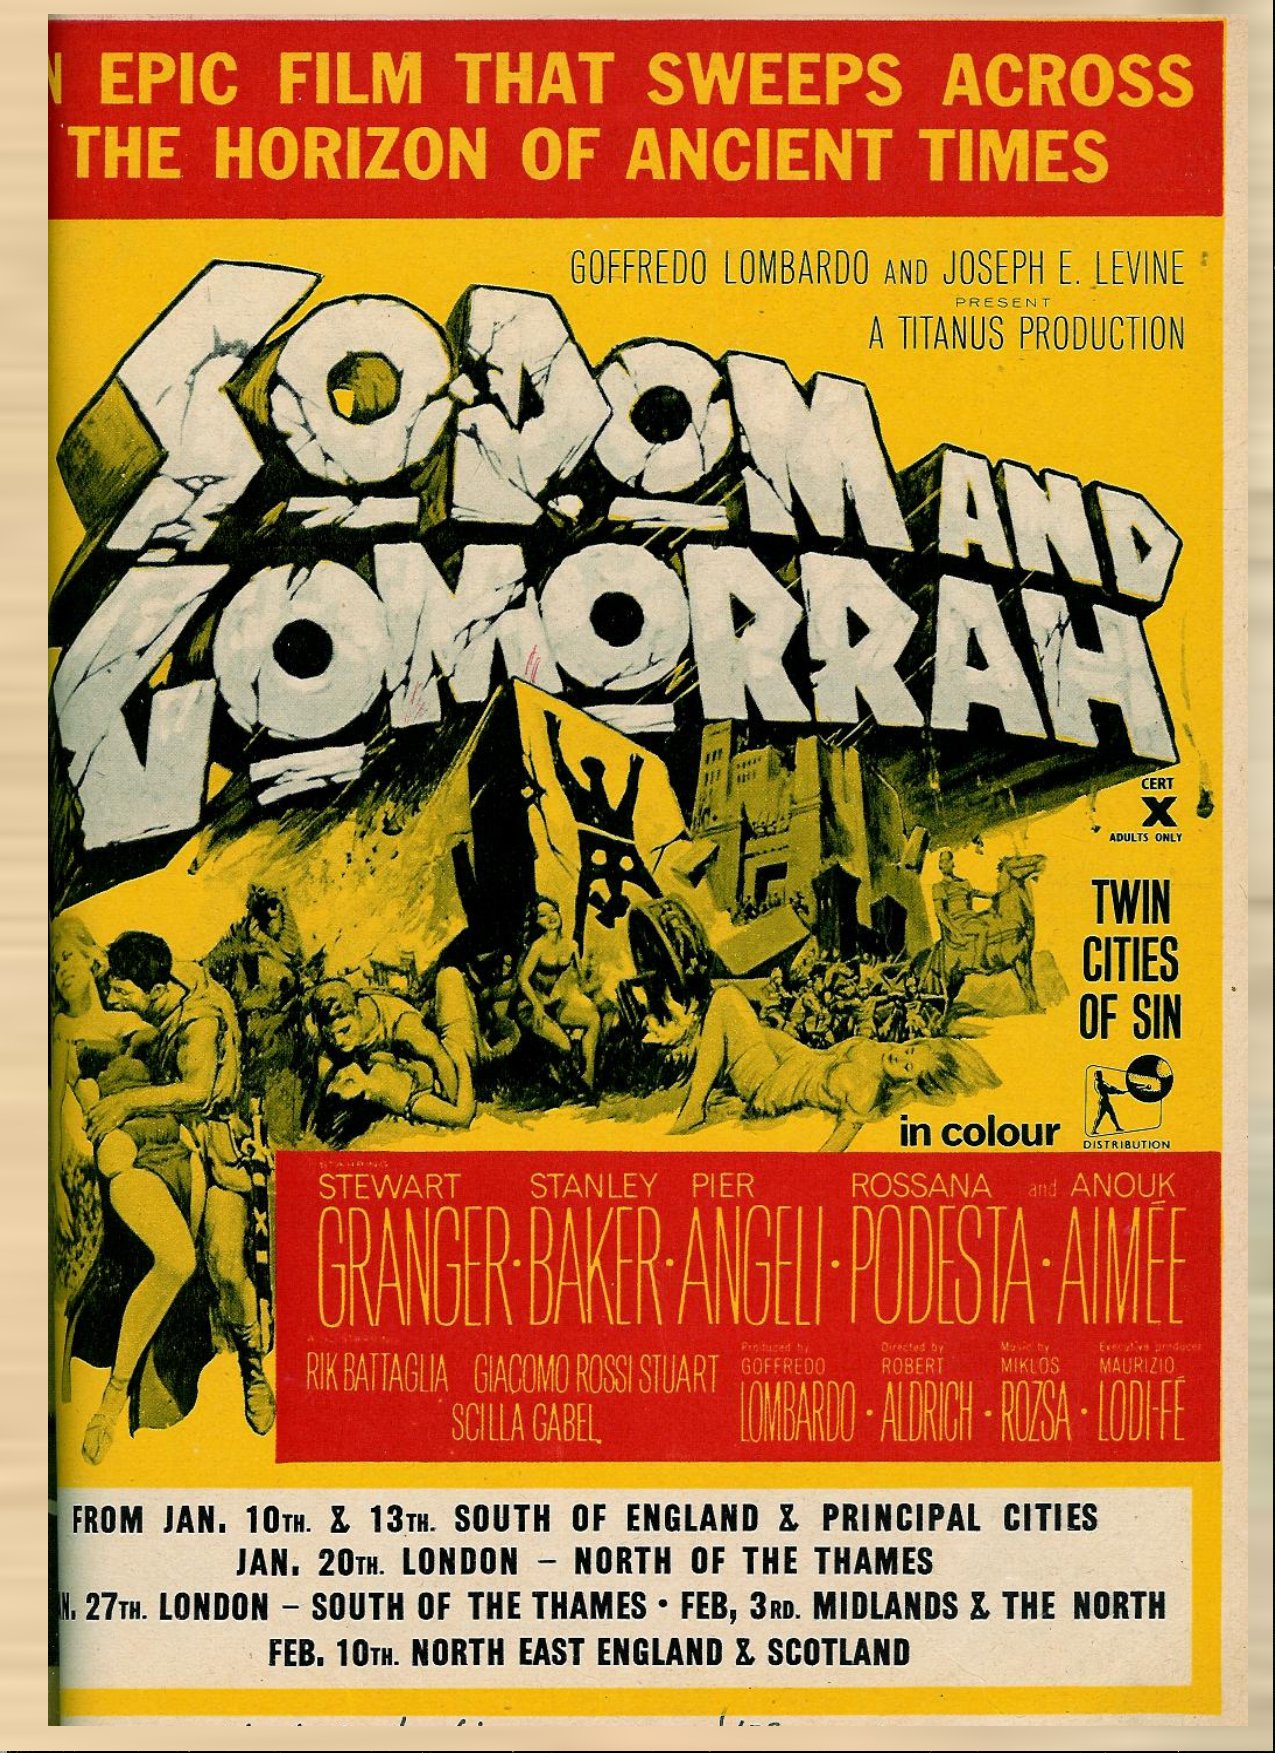 EPIC FILM THAT SWEEPS ACROSS
THE HORIZON OF ANCIENT TIMES
GOFFREDO LOMBARDO AND JOSEPH E. LEVINE
PRESENT
A TITANUS PRODUCTION
SODOM AND
GOMORRAH
CERT
X
ADULTS ONLY
TWIN
CITIES
OF SIN
in colour
DISTRIBUTION
STARRING
STEWART STANLEY PIER ROSSANA and ANOUK
GRANGER · BAKER · ANGELI · PODESTA · AIMÉE
Produced by Directed by Music by Executive producer
GOFFREDO ROBERT MIKLOS MAURIZIO
RIK BATTAGLIA GIACOMO ROSSI STUART
SCILLA GABEL
LOMBARDO · ALDRICH · ROZSA · LODI-FÉ
FROM JAN. 10TH. & 13TH. SOUTH OF ENGLAND & PRINCIPAL CITIES
JAN. 20TH. LONDON – NORTH OF THE THAMES
N. 27TH. LONDON – SOUTH OF THE THAMES • FEB, 3RD. MIDLANDS & THE NORTH
FEB. 10TH. NORTH EAST ENGLAND & SCOTLAND